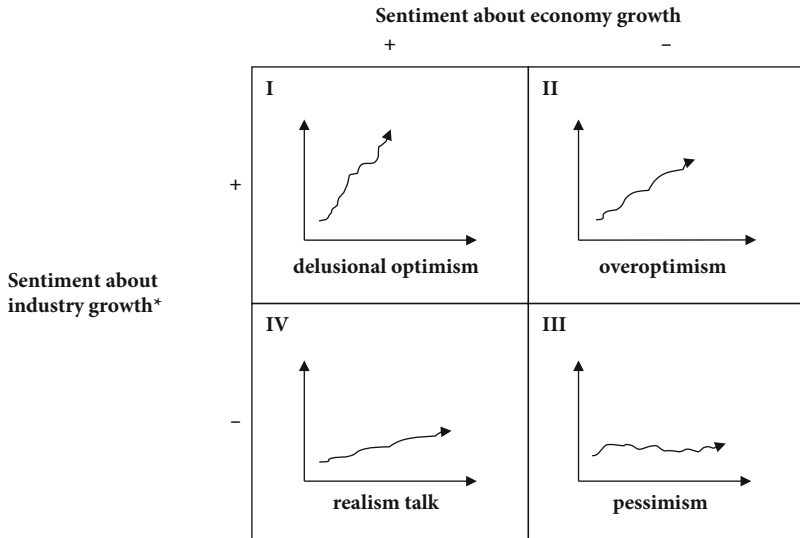 Sentiment about economy growth
+ −
I II
+
delusional optimism overoptimism
Sentiment about
industry growth*
IV III
−
realism talk pessimism